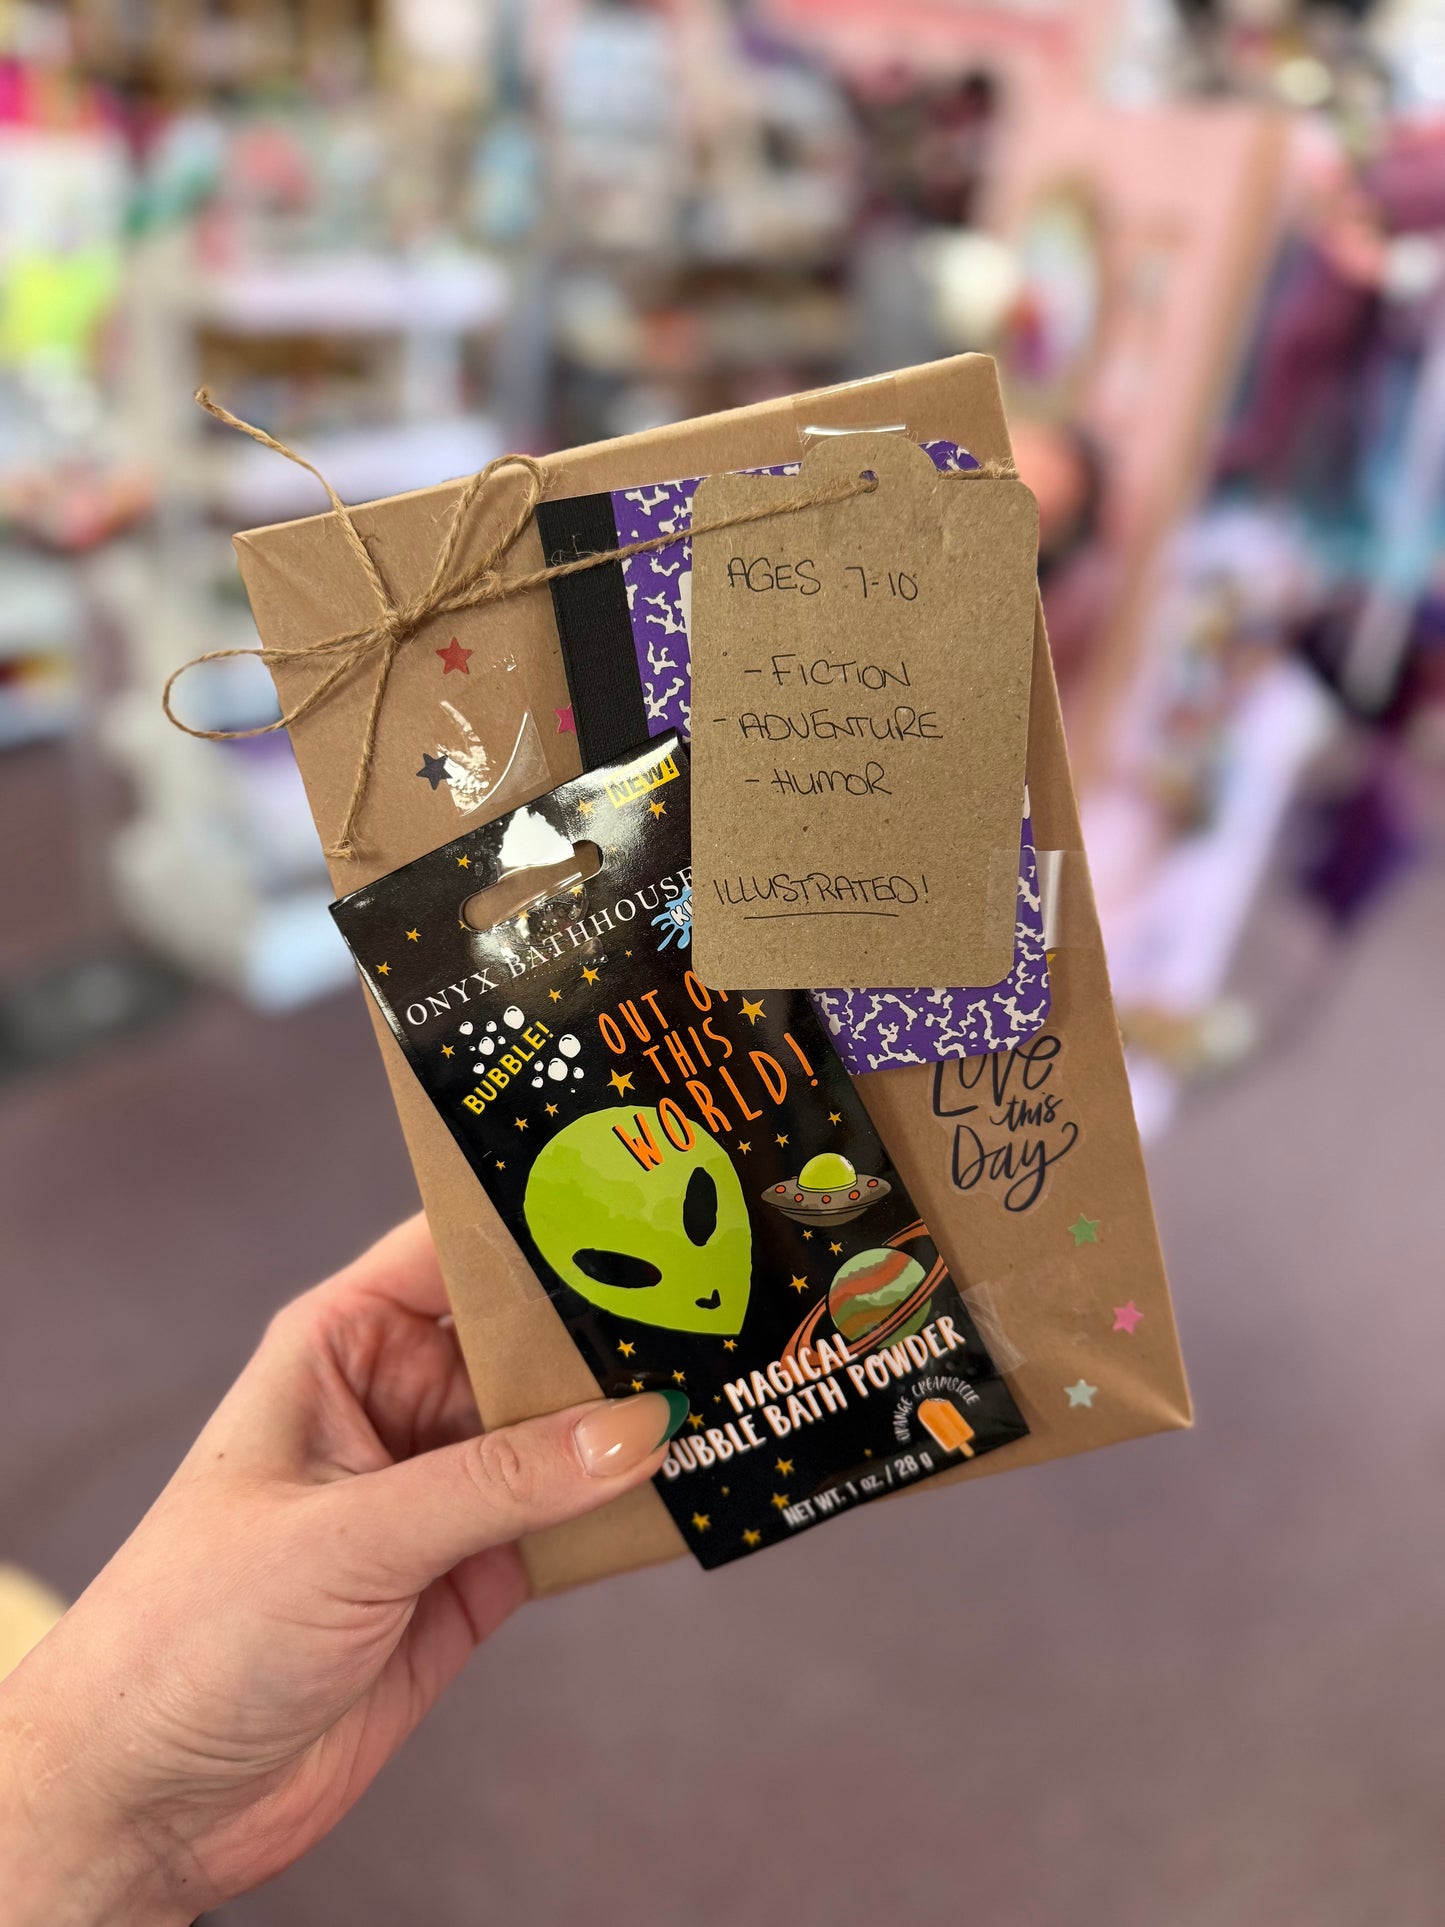 AGES 7-10
- FICTION
- ADVENTURE
- HUMOR
ILLUSTRATED!
NEW!
ONYX BATHHOUSE
BUBBLE!
OUT
THIS
WORLD!
Love
this
Day
MAGICAL
BUBBLE BATH POWDER
ORANGE CREAMSICLE
NET WT. 1 oz. / 28 g